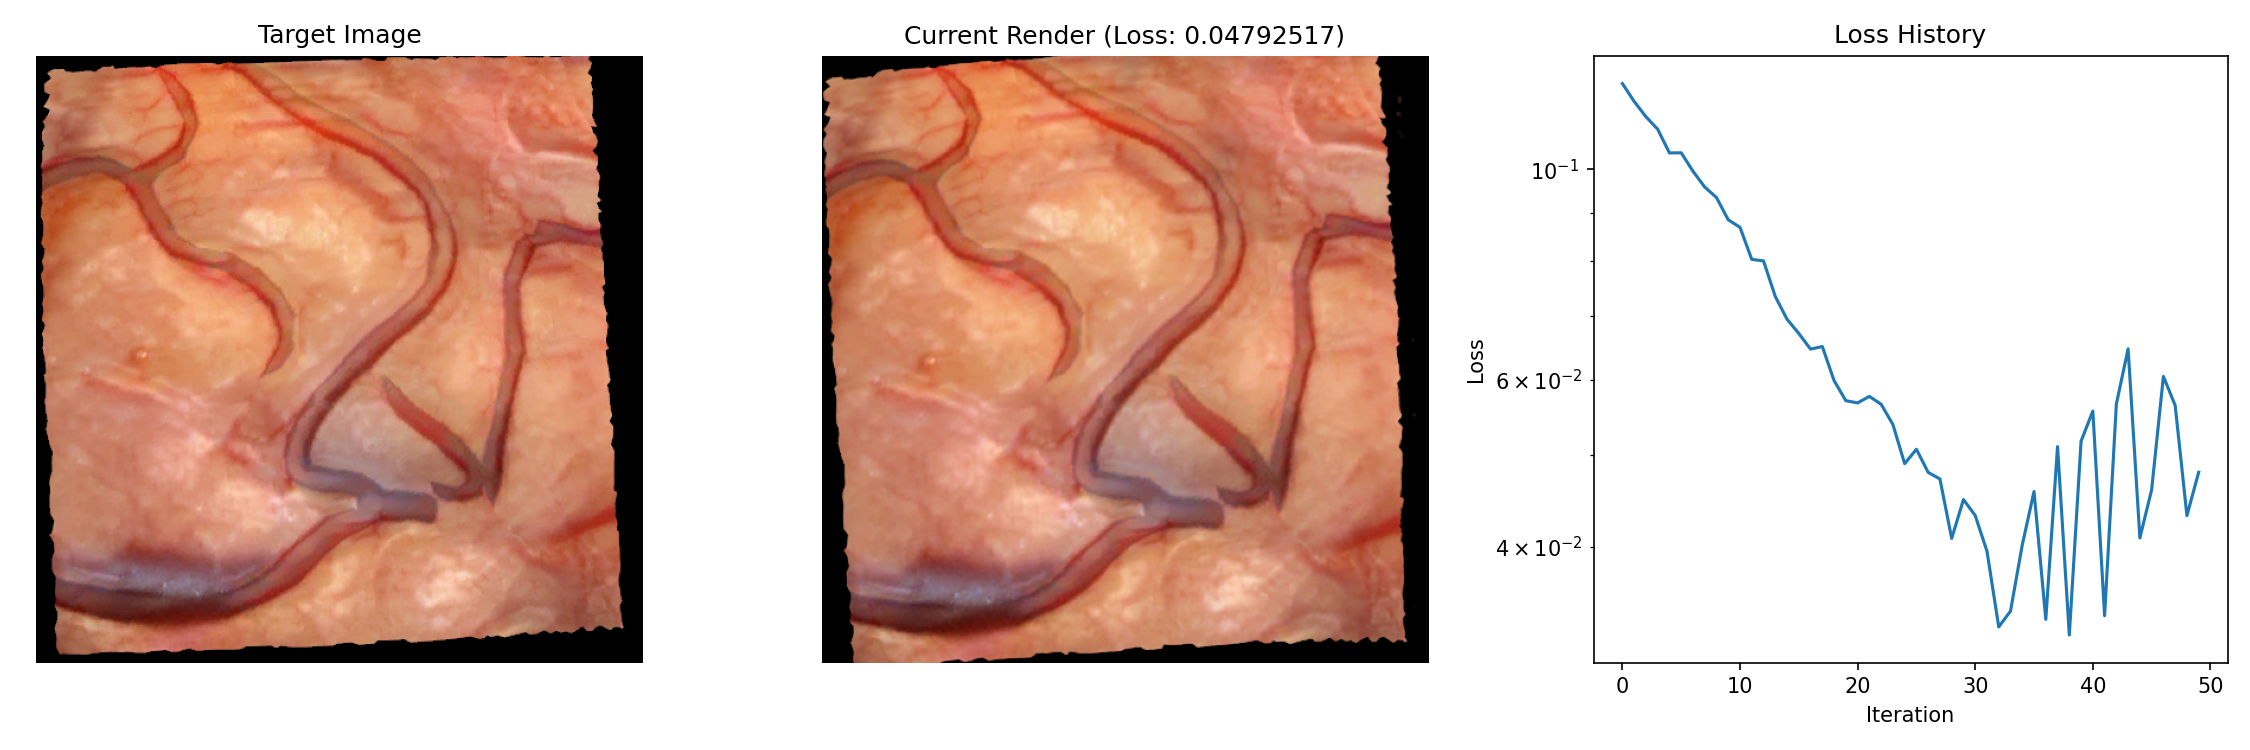 Target Image
Current Render (Loss: 0.04792517)
Loss History
10⁻¹
6 × 10⁻²
4 × 10⁻²
Loss
0 10 20 30 40 50
Iteration